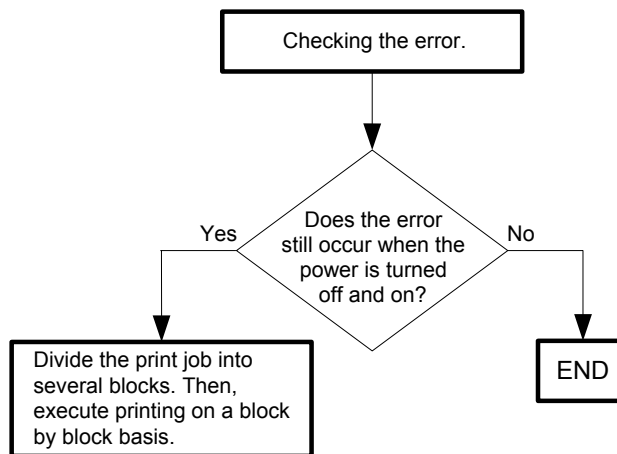 Checking the error.
Does the error
still occur when the
power is turned
off and on?
Yes
No
Divide the print job into
several blocks. Then,
execute printing on a block
by block basis.
END